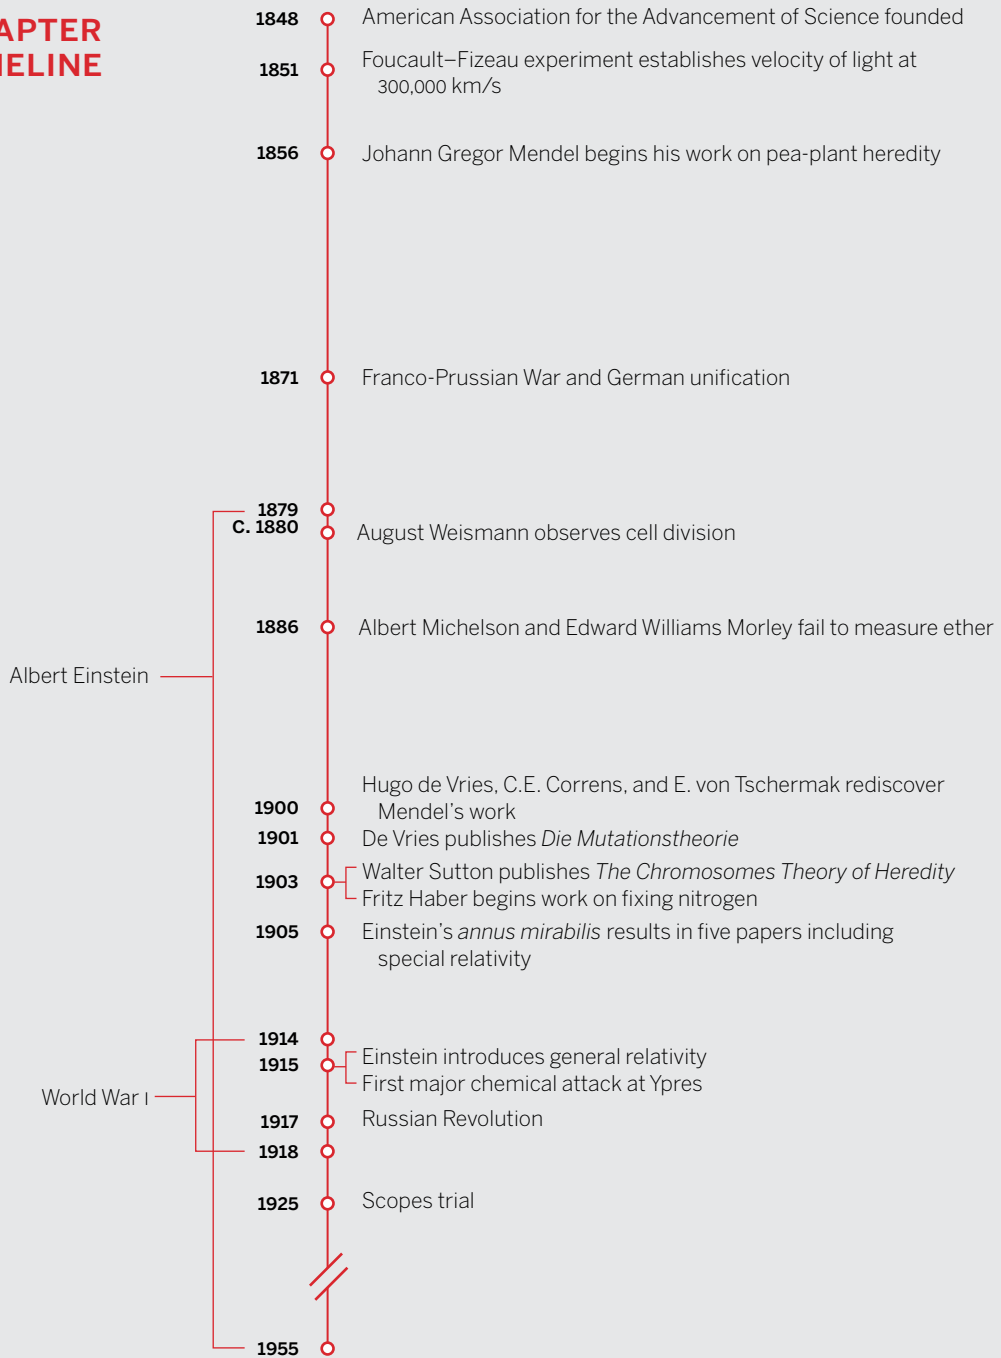 APTER
ELINE
1848 American Association for the Advancement of Science founded
1851 Foucault–Fizeau experiment establishes velocity of light at
300,000 km/s
1856 Johann Gregor Mendel begins his work on pea-plant heredity
1871 Franco-Prussian War and German unification
1879
C. 1880 August Weismann observes cell division
1886 Albert Michelson and Edward Williams Morley fail to measure ether
Albert Einstein
Hugo de Vries, C.E. Correns, and E. von Tschermak rediscover
1900 Mendel's work
1901 De Vries publishes Die Mutationstheorie
1903 Walter Sutton publishes The Chromosomes Theory of Heredity
Fritz Haber begins work on fixing nitrogen
1905 Einstein's annus mirabilis results in five papers including
special relativity
1914
1915 Einstein introduces general relativity
First major chemical attack at Ypres
World War I
1917 Russian Revolution
1918
1925 Scopes trial
1955